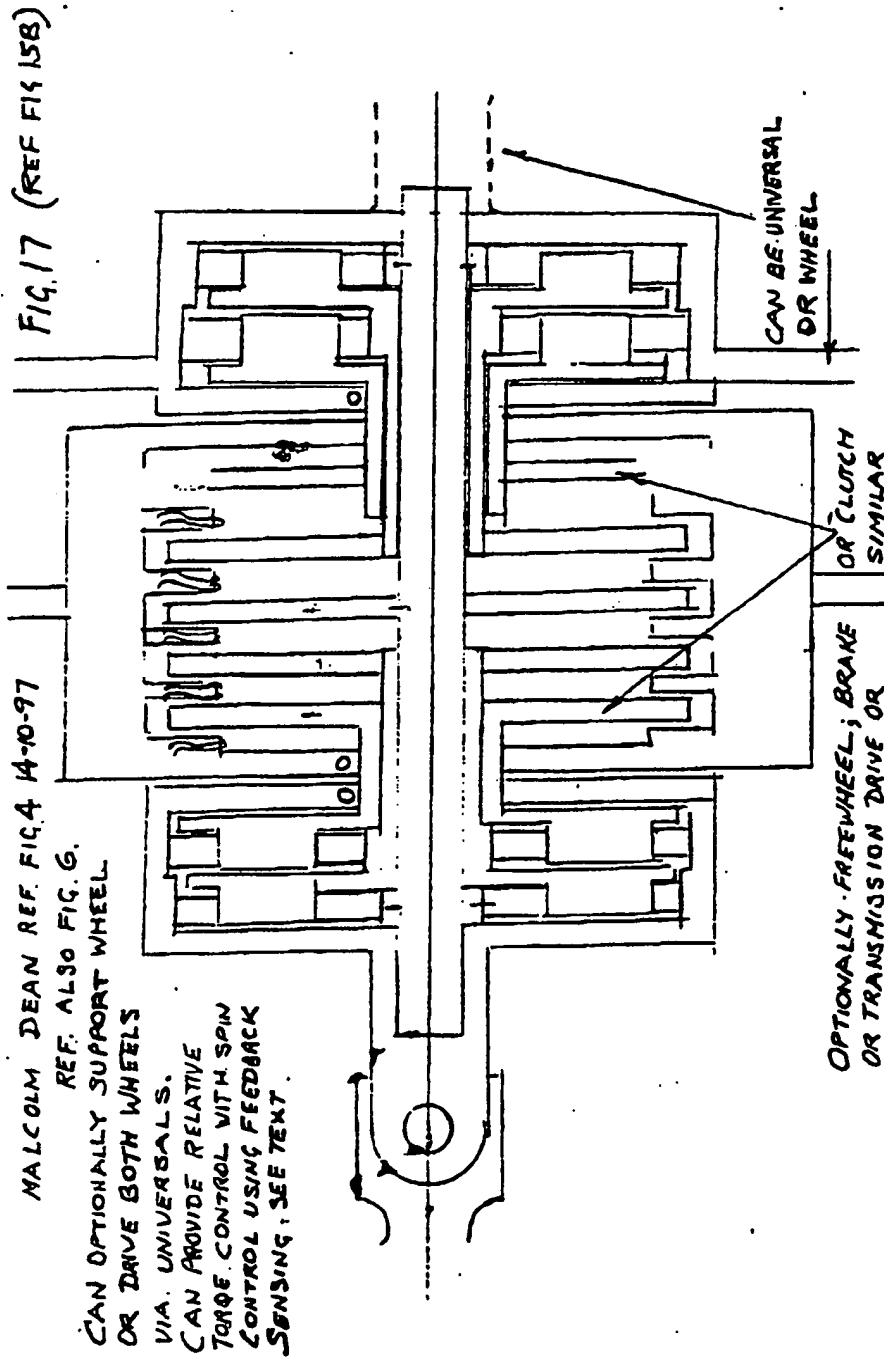 FIG.17 (REF FIG 15B)
MALCOLM DEAN REF. FIG.4 14-10-97
REF. ALSO FIG. 6.
CAN OPTIONALLY SUPPORT WHEEL
OR DRIVE BOTH WHEELS
VIA. UNIVERSALS.
CAN PROVIDE RELATIVE
TORQE. CONTROL WITH SPIN
CONTROL USING FEEDBACK
SENSING, SEE TEXT.
CAN BE UNIVERSAL
OR WHEEL
OPTIONALLY FREEWHEEL; BRAKE OR CLUTCH
OR TRANSMISSION DRIVE OR SIMILAR